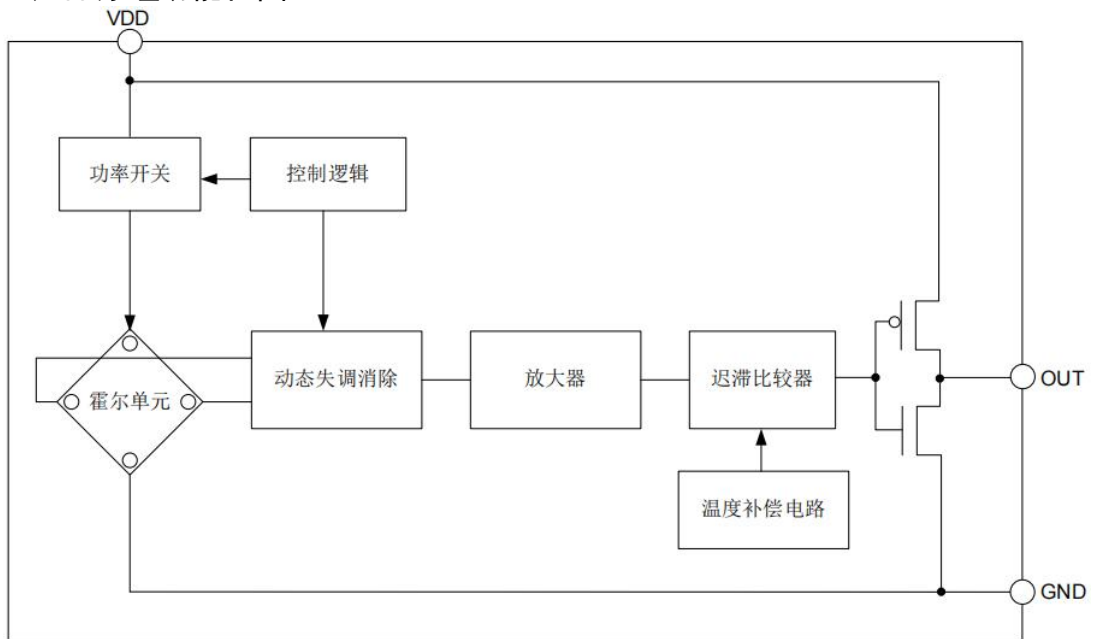 VDD
功率开关
控制逻辑
霍尔单元
动态失调消除
放大器
迟滞比较器
OUT
温度补偿电路
GND